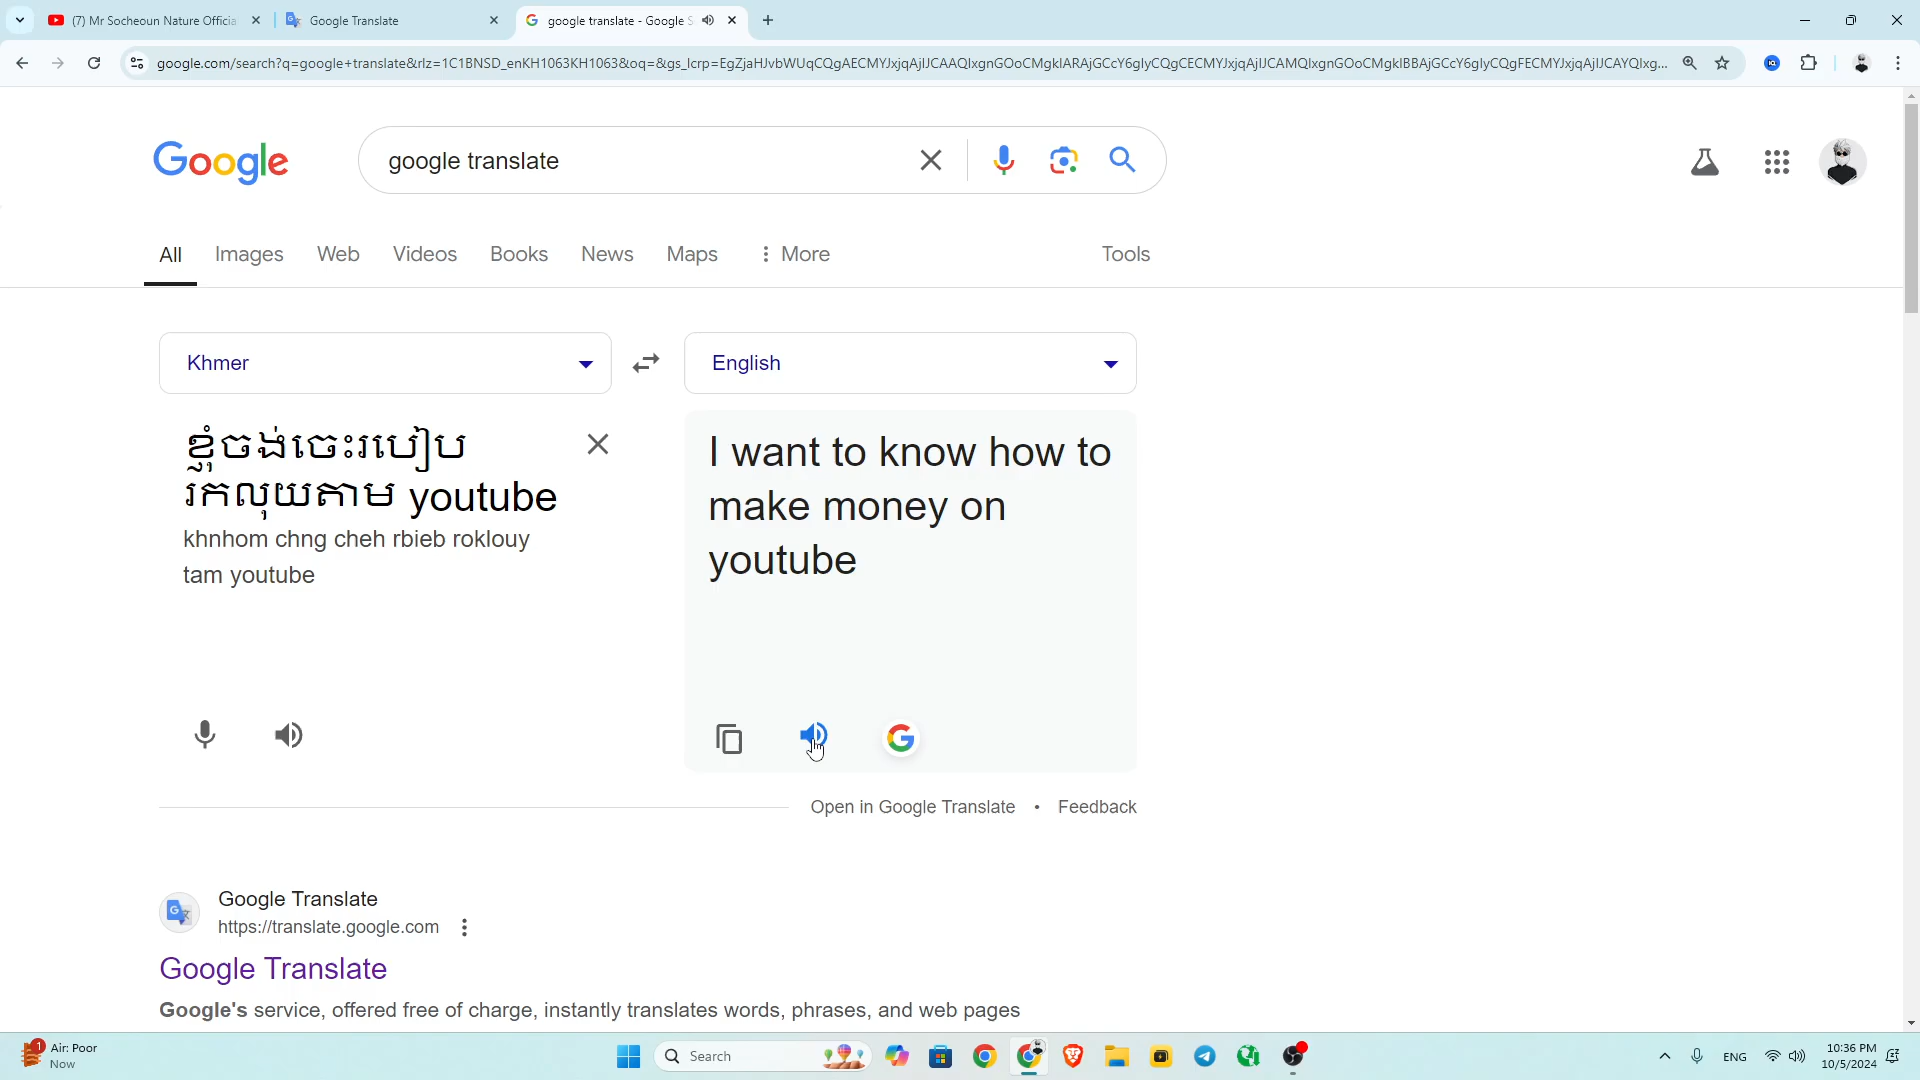 (7) Mr Socheoun Nature Officia
Google Translate
google translate - Google S
google.com/search?q=google+translate&rlz=1C1BNSD_enKH1063KH1063&oq=&gs_lcrp=
Google
google translate
All
Images
Web
Videos
Books
News
Maps
More
Tools
Khmer
English
ខ្ញុំចង់ចេះរបៀប
រកលុយតាម youtube
khnhom chng cheh rbieb roklouy
tam youtube
I want to know how to
make money on
youtube
Open in Google Translate • Feedback
Google Translate
https://translate.google.com
Google Translate
Google's service, offered free of charge, instantly translates words, phrases, and web pages
1
Air: Poor
Now
Search
ENG
10:36 PM
10/5/2024